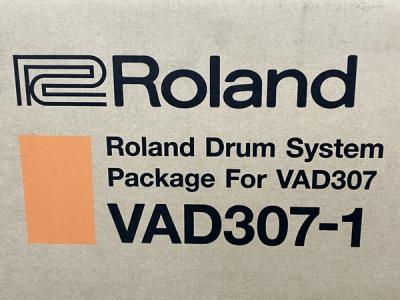 Roland
Roland Drum System
Package For VAD307
VAD307-1